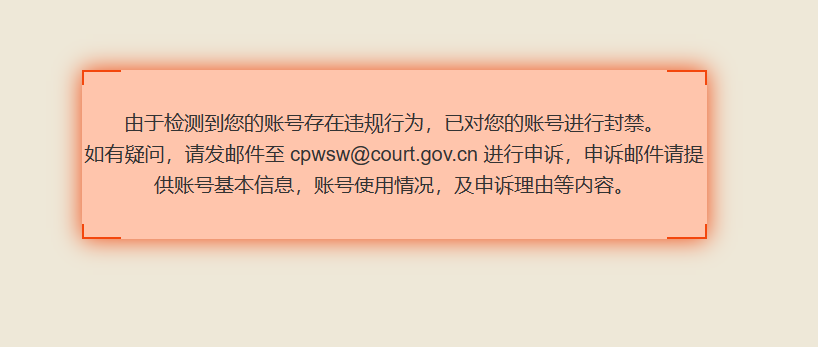 由于检测到您的账号存在违规行为，已对您的账号进行封禁。
如有疑问，请发邮件至 cpwsw@court.gov.cn 进行申诉，申诉邮件请提
供账号基本信息，账号使用情况，及申诉理由等内容。